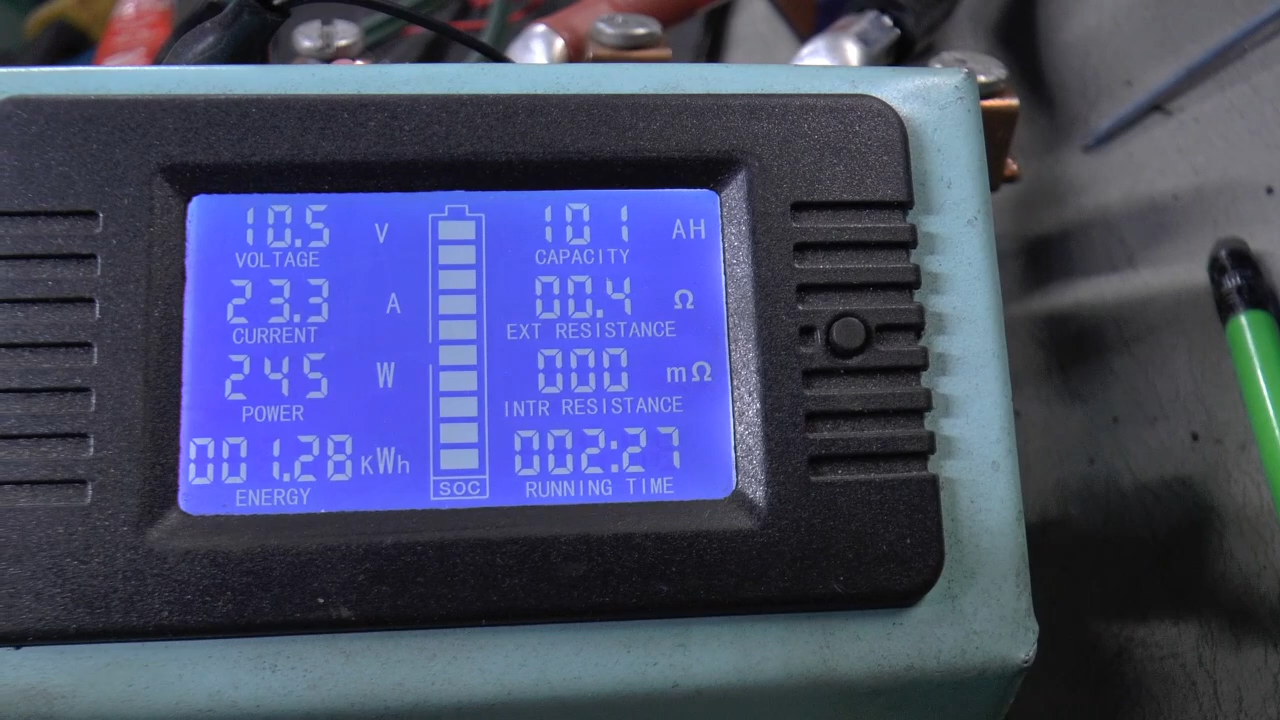 10.5 V
VOLTAGE
23.3 A
CURRENT
245 W
POWER
001.28 KWh
ENERGY
SOC
101 AH
CAPACITY
00.4 Ω
EXT RESISTANCE
000 mΩ
INTR RESISTANCE
002:27
RUNNING TIME